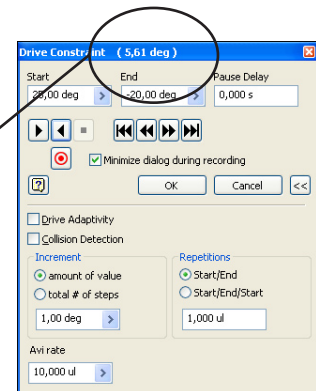 Drive Constraint ( 5,61 deg )
Start End Pause Delay
25,00 deg > -20,00 deg > 0,000 s
Minimize dialog during recording
OK Cancel <<
Drive Adaptivity
Collision Detection
Increment Repetitions
amount of value Start/End
total # of steps Start/End/Start
1,00 deg > 1,000 ul
Avi rate
10,000 ul >